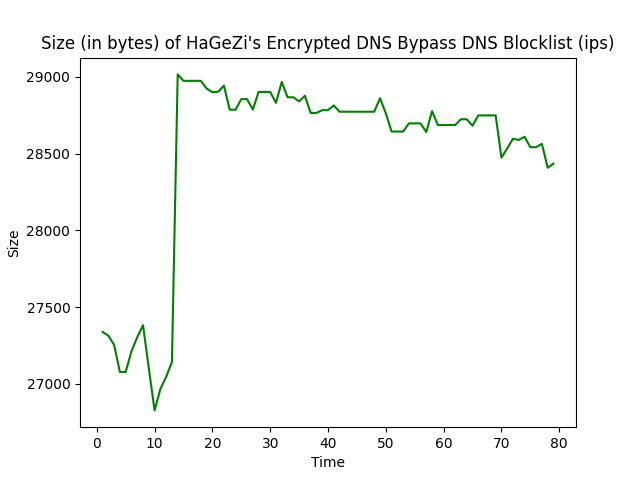 Size (in bytes) of HaGeZi's Encrypted DNS Bypass DNS Blocklist (ips)
29000
28500
28000
27500
27000
Size
0 10 20 30 40 50 60 70 80
Time